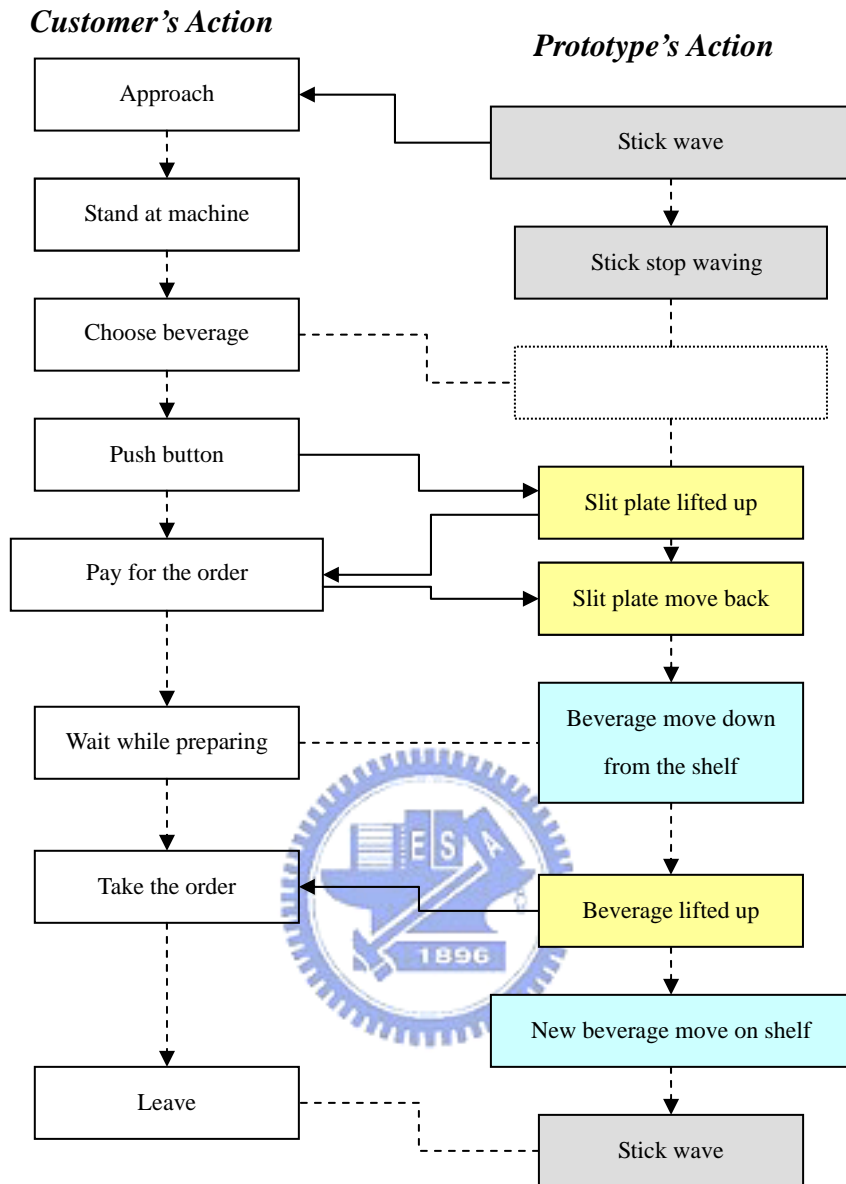 Customer's Action
Prototype's Action
Approach
Stick wave
Stand at machine
Stick stop waving
Choose beverage
Push button
Slit plate lifted up
Pay for the order
Slit plate move back
Beverage move down
from the shelf
Wait while preparing
E S A
Take the order
Beverage lifted up
1896
New beverage move on shelf
Leave
Stick wave